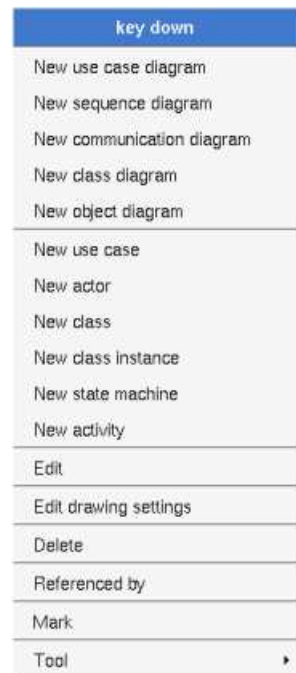 key down
New use case diagram
New sequence diagram
New communication diagram
New class diagram
New object diagram
New use case
New actor
New class
New class instance
New state machine
New activity
Edit
Edit drawing settings
Delete
Referenced by
Mark
Tool